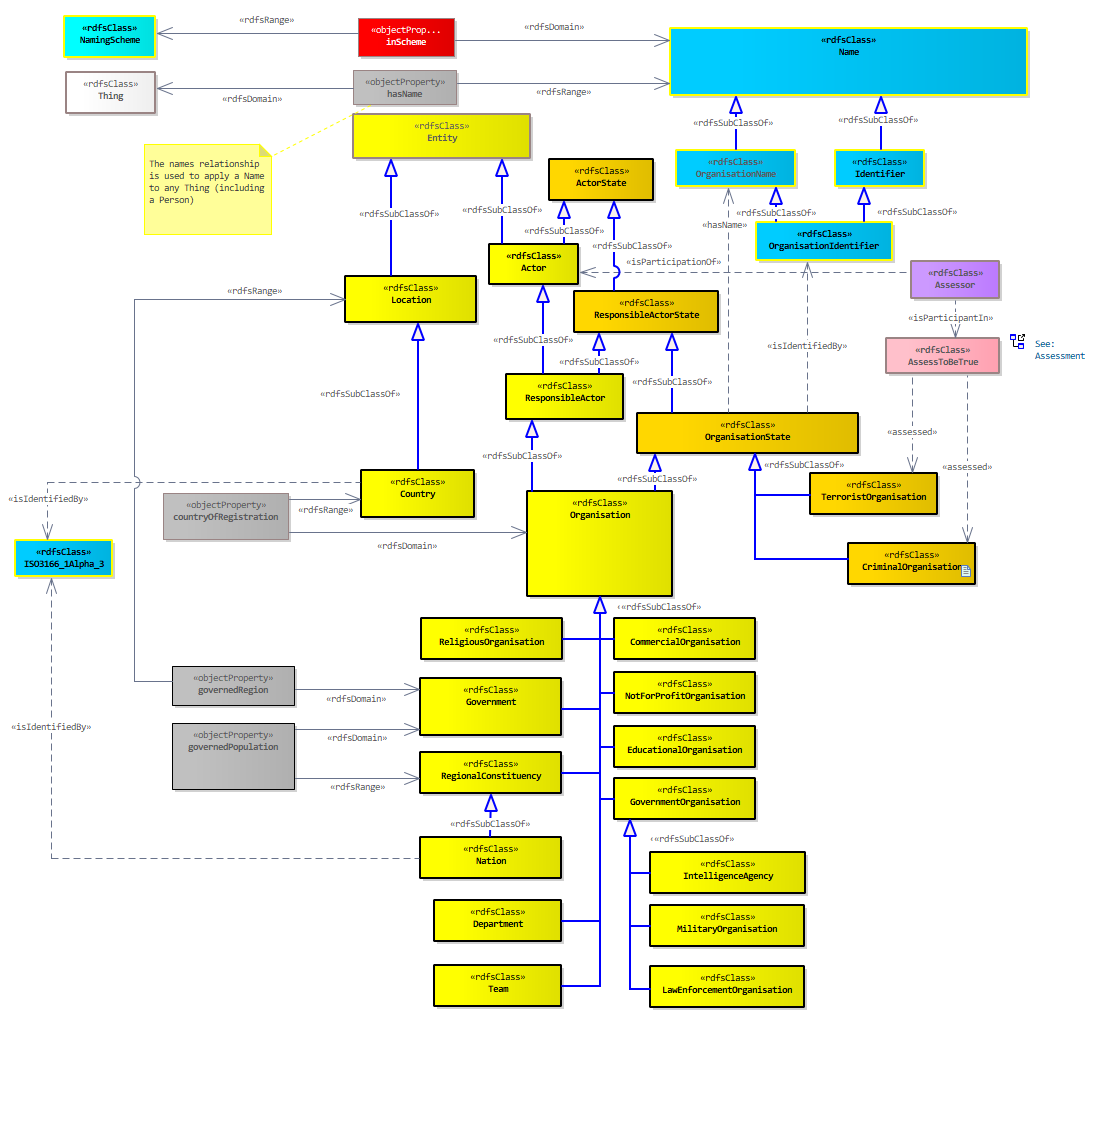 «rdfsClass»
NamingScheme
«rdfsRange»
«objectProp...
inScheme
«rdfsDomain»
«rdfsClass»
Name
«rdfsClass»
Thing
«rdfsDomain»
«objectProperty»
hasName
«rdfsRange»
«rdfsClass»
Entity
«rdfsSubClassOf»
«rdfsSubClassOf»
The names relationship
is used to apply a Name
to any Thing (including
a Person)
«rdfsClass»
ActorState
«rdfsClass»
OrganisationName
«rdfsClass»
Identifier
«rdfsSubClassOf»
«rdfsSubClassOf»
«rdfsSubClassOf»
«rdfsSubClassOf»
«hasName»
«rdfsSubClassOf»
«rdfsSubClassOf»
«rdfsClass»
OrganisationIdentifier
«rdfsSubClassOf»
«rdfsClass»
Actor
«isParticipationOf»
«rdfsClass»
Assessor
«rdfsRange»
«rdfsClass»
Location
«rdfsClass»
ResponsibleActorState
«isParticipantIn»
«rdfsSubClassOf»
«isIdentifiedBy»
«rdfsClass»
AssessToBeTrue
See:
Assessment
«rdfsSubClassOf»
«rdfsSubClassOf»
«rdfsSubClassOf»
«rdfsClass»
ResponsibleActor
«rdfsClass»
OrganisationState
«assessed»
«rdfsSubClassOf»
«rdfsSubClassOf»
«rdfsSubClassOf»
«assessed»
«rdfsClass»
Country
«rdfsClass»
TerroristOrganisation
«isIdentifiedBy»
«objectProperty»
countryOfRegistration
«rdfsRange»
«rdfsClass»
Organisation
«rdfsDomain»
«rdfsClass»
ISO3166_1Alpha_3
«rdfsClass»
CriminalOrganisation
«rdfsSubClassOf»
«rdfsClass»
ReligiousOrganisation
«rdfsClass»
CommercialOrganisation
«objectProperty»
governedRegion
«rdfsDomain»
«rdfsClass»
Government
«rdfsClass»
NotForProfitOrganisation
«isIdentifiedBy»
«objectProperty»
governedPopulation
«rdfsDomain»
«rdfsClass»
EducationalOrganisation
«rdfsRange»
«rdfsClass»
RegionalConstituency
«rdfsClass»
GovernmentOrganisation
«rdfsSubClassOf»
«rdfsSubClassOf»
«rdfsClass»
Nation
«rdfsClass»
IntelligenceAgency
«rdfsClass»
Department
«rdfsClass»
MilitaryOrganisation
«rdfsClass»
Team
«rdfsClass»
LawEnforcementOrganisation